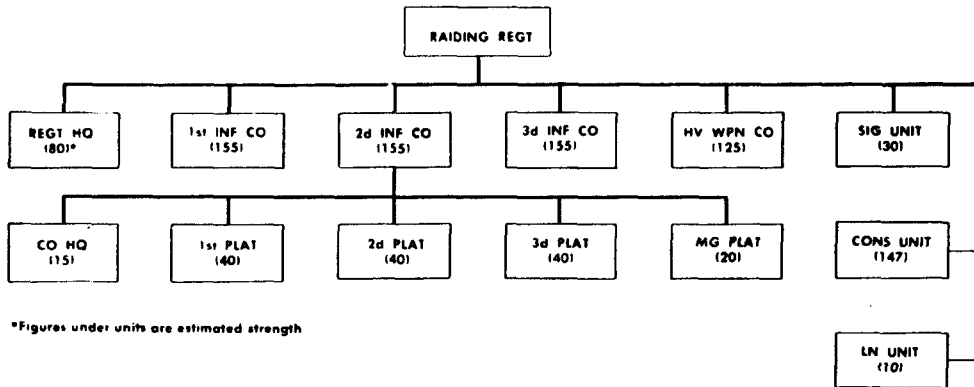 RAIDING REGT
REGT HQ
(80)*
1st INF CO
(155)
2d INF CO
(155)
3d INF CO
(155)
HV WPN CO
(125)
SIG UNIT
(30)
CO HQ
(15)
1st PLAT
(40)
2d PLAT
(40)
3d PLAT
(40)
MG PLAT
(20)
CONS UNIT
(147)
*Figures under units are estimated strength
LN UNIT
(10)